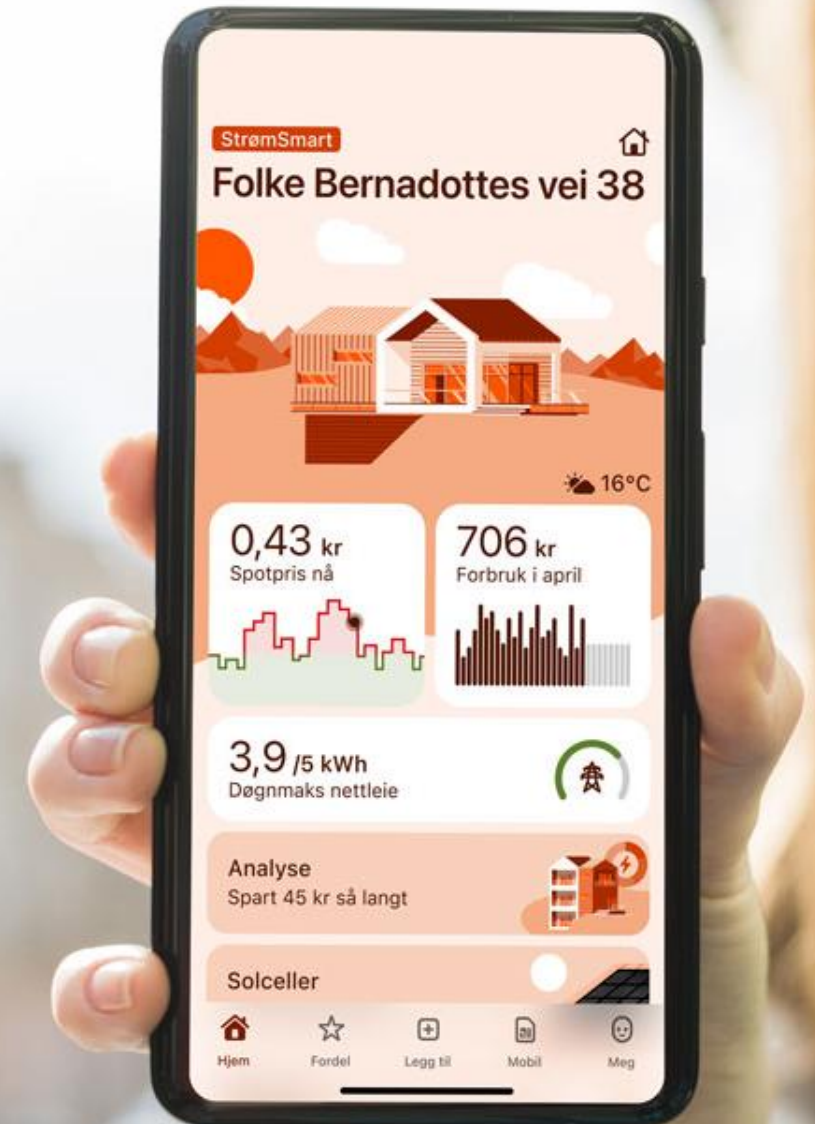 StrømSmart
Folke Bernadottes vei 38
16°C
0,43 kr
Spotpris nå
706 kr
Forbruk i april
3,9 /5 kWh
Døgnmaks nettleie
Analyse
Spart 45 kr så langt
Solceller
Hjem
Fordel
Legg til
Mobil
Meg